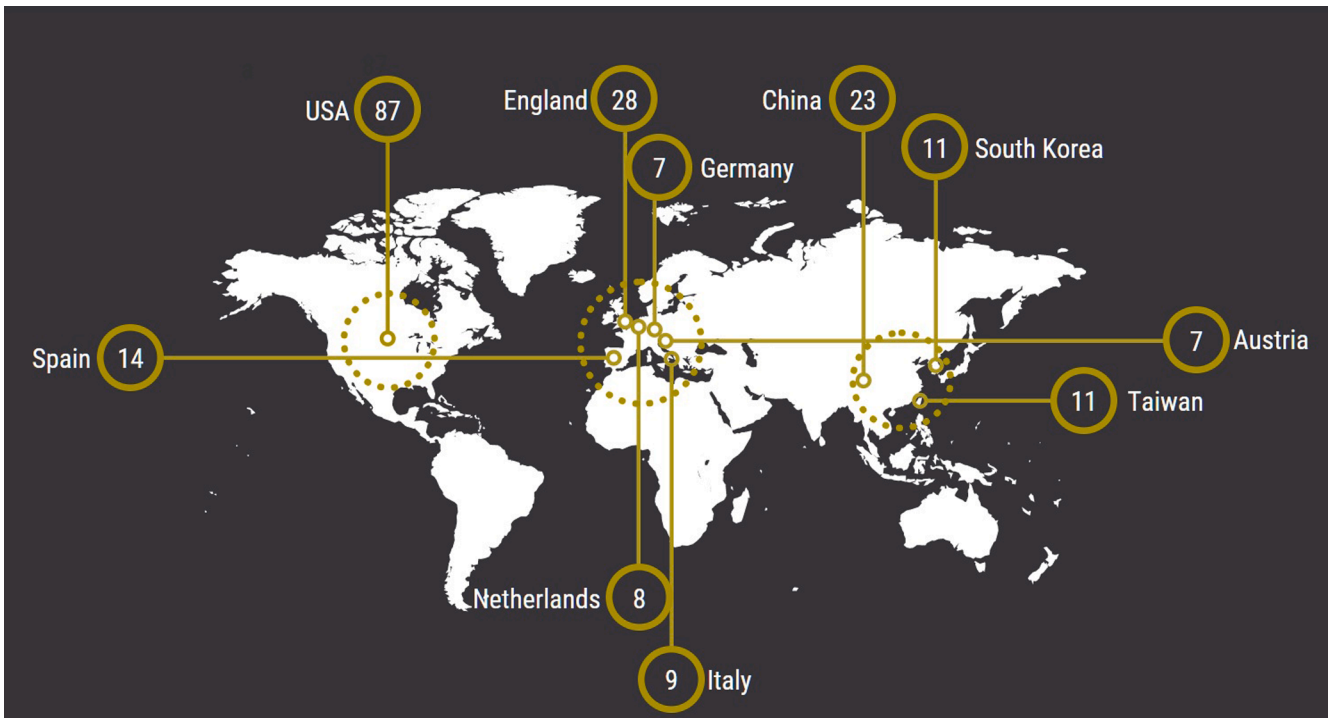 USA 87
England 28
China 23
11 South Korea
7 Germany
Spain 14
7 Austria
11 Taiwan
Netherlands 8
9 Italy